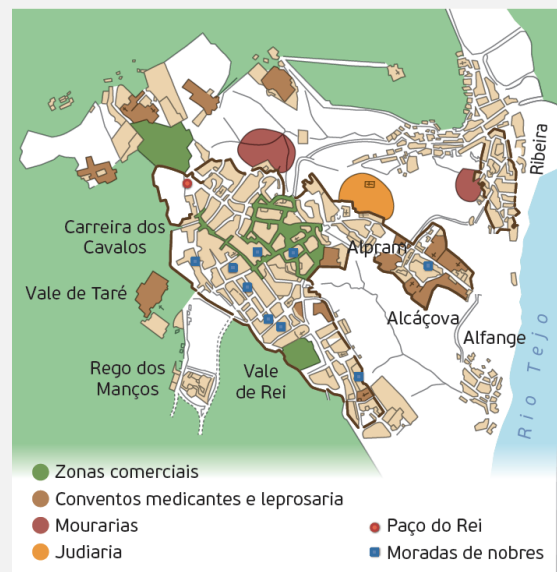 Ribeira
Carreira dos
Cavalos
Alpram
Vale de Taré
Alcáçova
Alfange
Rego dos
Manços
Vale
de Rei
Rio Tejo
Zonas comerciais
Conventos medicantes e leprosaria
Mourarias
Judiaria
Paço do Rei
Moradas de nobres